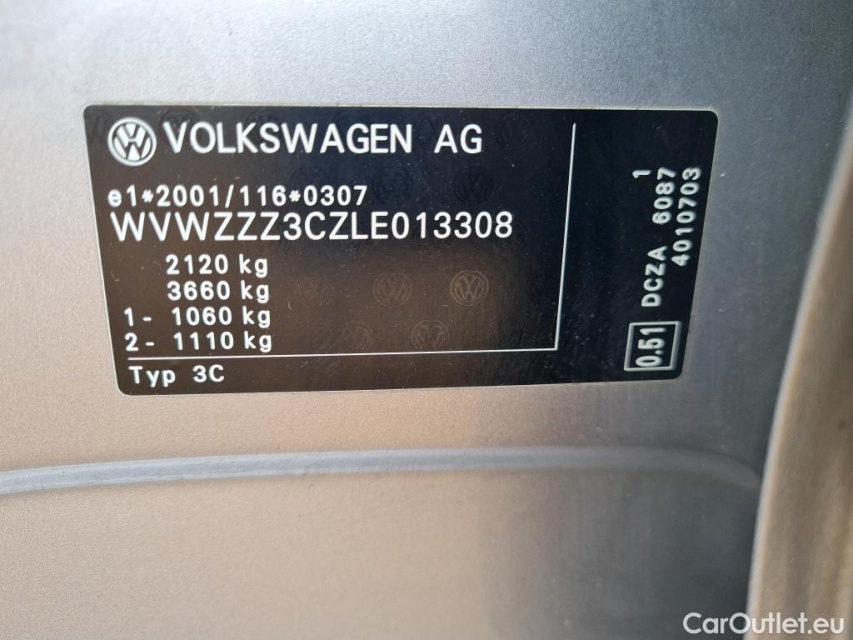 VOLKSWAGEN AG
e1*2001/116*0307
WVWZZZ3CZLE013308
2120 kg
3660 kg
1- 1060 kg
2- 1110 kg
Typ 3C
DCZA 6087 1
4010703
0.51
CarOutlet.eu